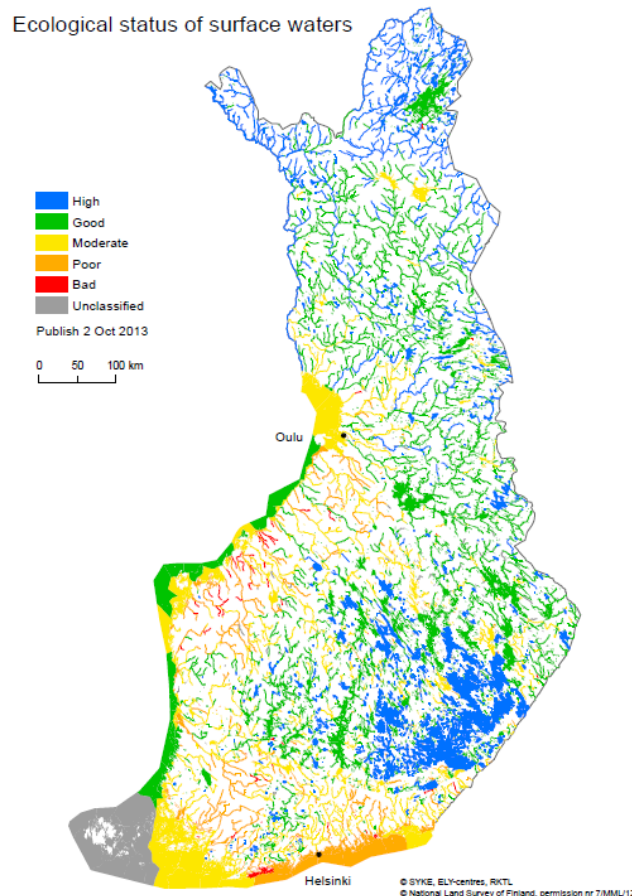 Ecological status of surface waters
High
Good
Moderate
Poor
Bad
Unclassified
Publish 2 Oct 2013
0 50 100 km
Oulu
Helsinki
© SYKE, ELY-centres, RKTL
© National Land Survey of Finland, permission nr 7/MML/12